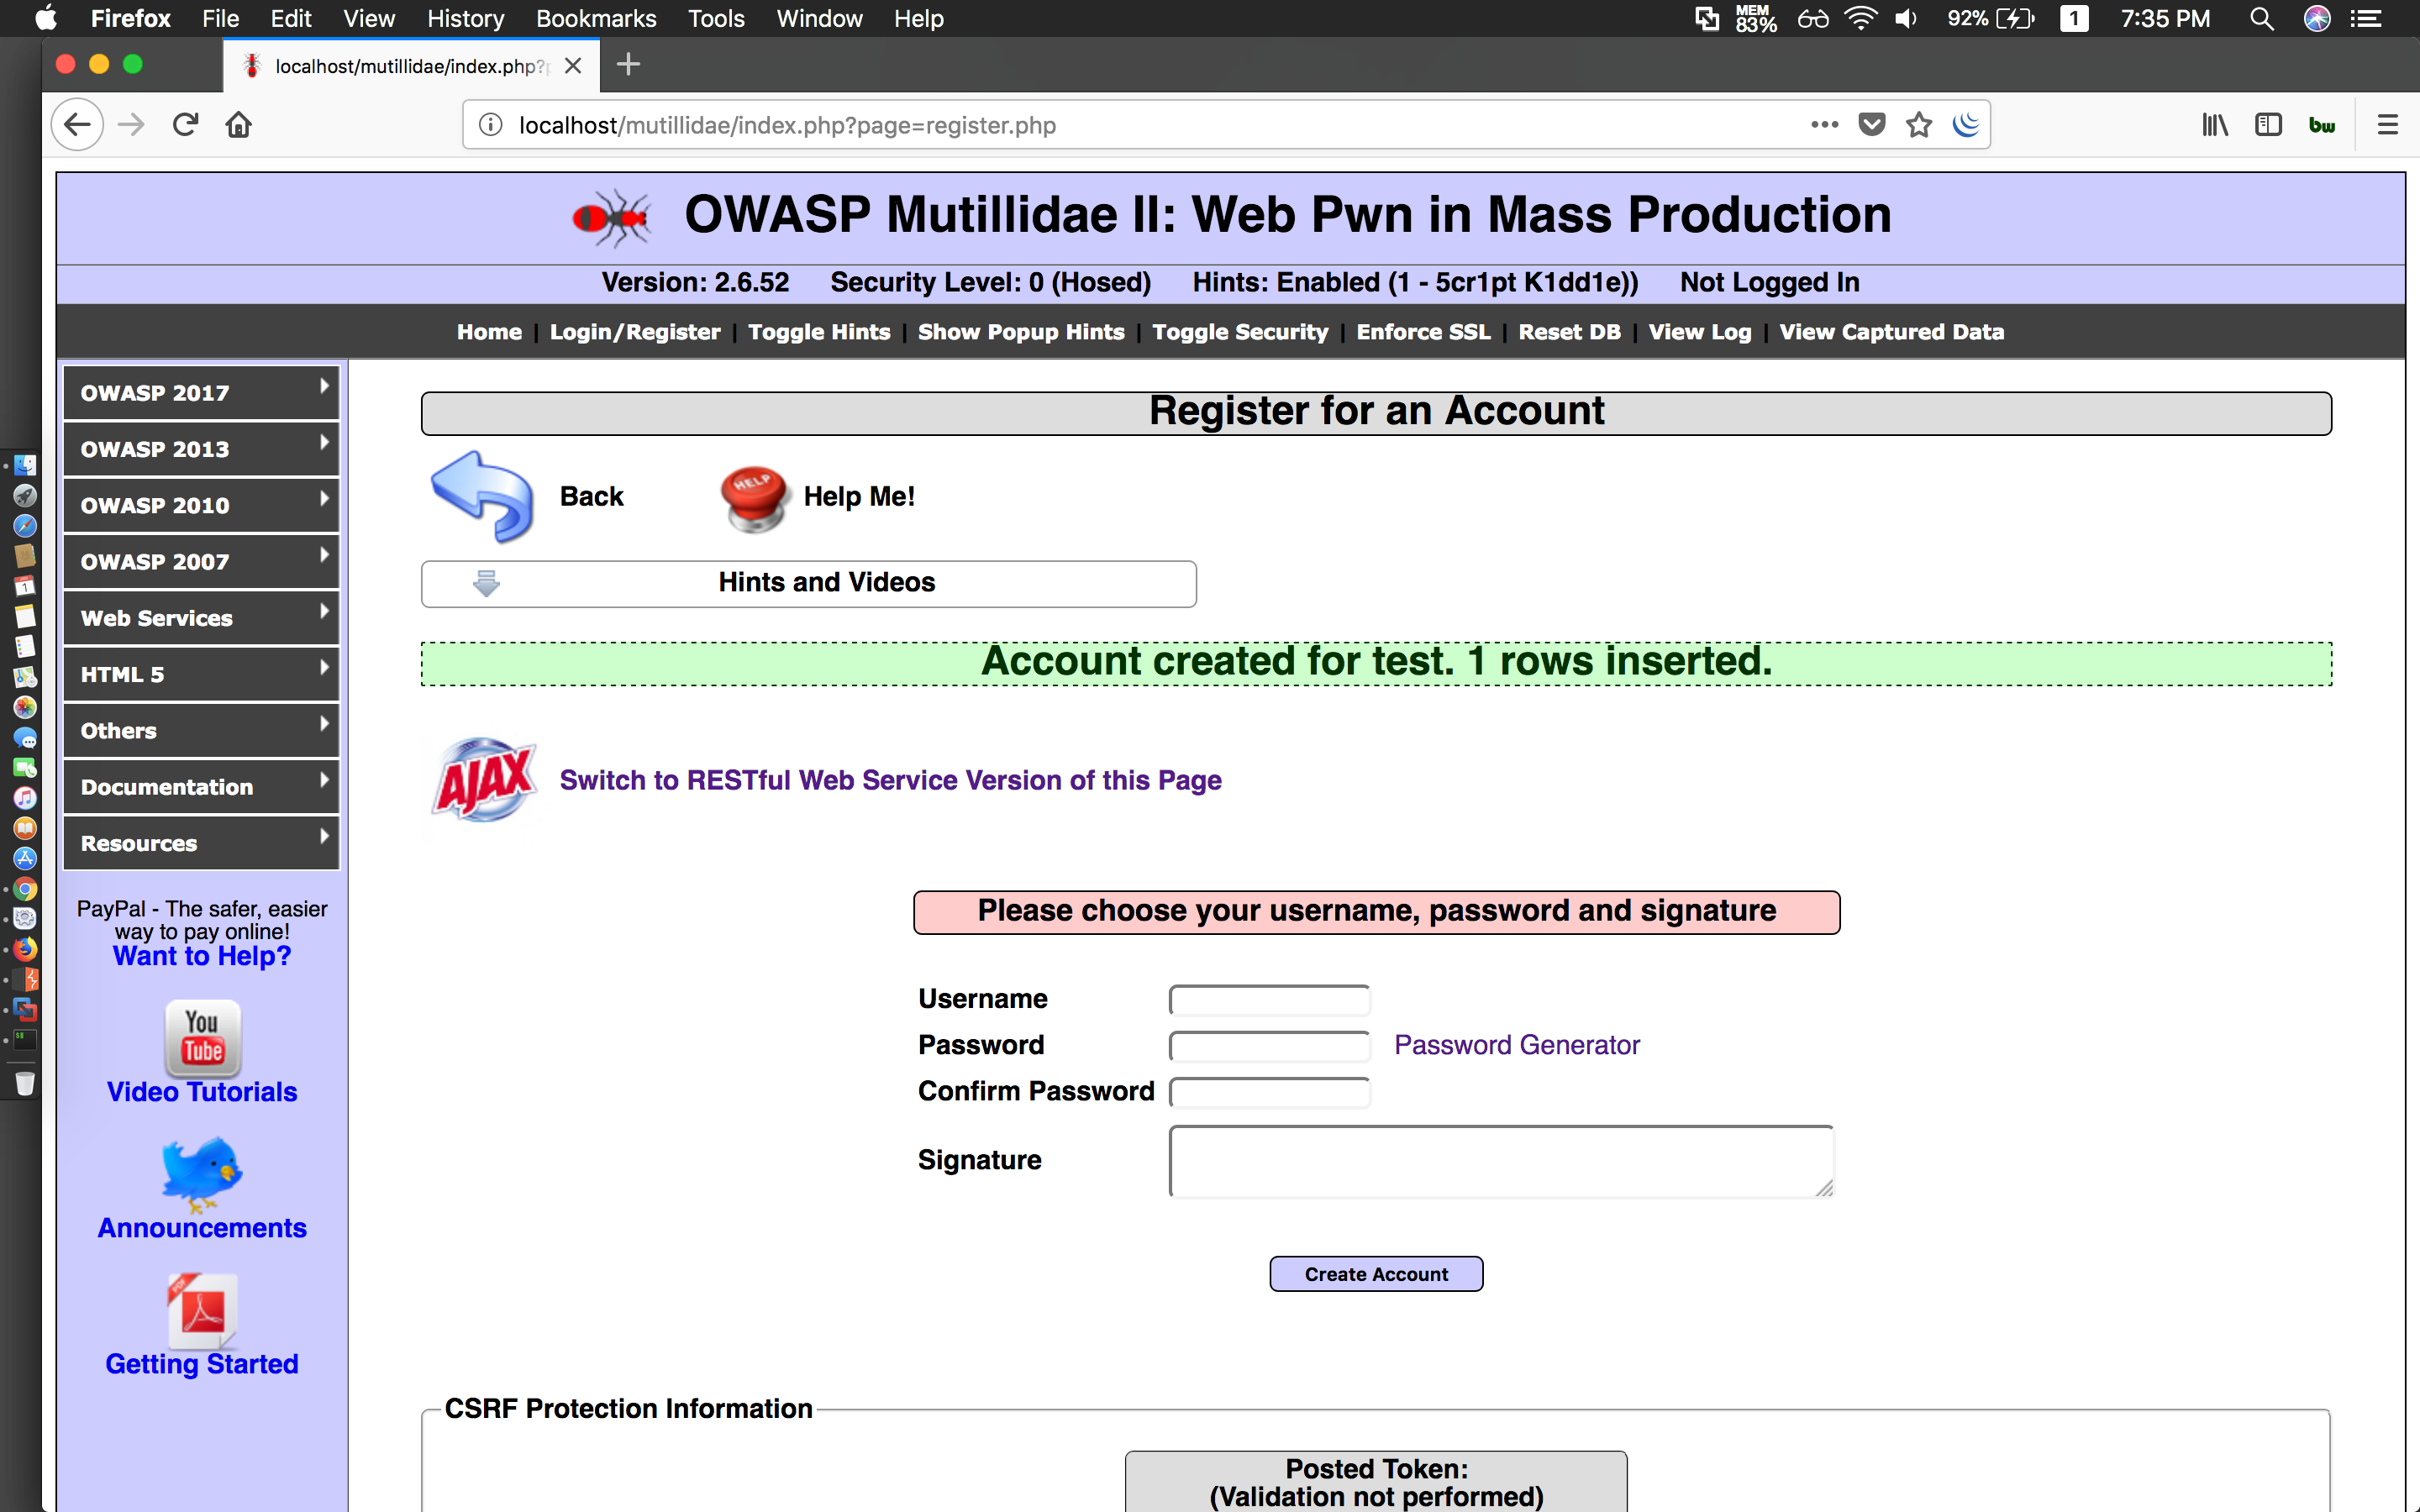 Firefox File Edit View History Bookmarks Tools Window Help MEM 83% 92% 1 7:35 PM
localhost/mutillidae/index.php?p
localhost/mutillidae/index.php?page=register.php
OWASP Mutillidae II: Web Pwn in Mass Production
Version: 2.6.52 Security Level: 0 (Hosed) Hints: Enabled (1 - 5cr1pt K1dd1e)) Not Logged In
Home | Login/Register | Toggle Hints | Show Popup Hints | Toggle Security | Enforce SSL | Reset DB | View Log | View Captured Data
OWASP 2017
OWASP 2013
OWASP 2010
OWASP 2007
Web Services
HTML 5
Others
Documentation
Resources
PayPal - The safer, easier
way to pay online!
Want to Help?
You
Tube
Video Tutorials
Announcements
PDF
Getting Started
Register for an Account
Back
HELP
Help Me!
Hints and Videos
Account created for test. 1 rows inserted.
AJAX
Switch to RESTful Web Service Version of this Page
Please choose your username, password and signature
Username
Password
Password Generator
Confirm Password
Signature
Create Account
CSRF Protection Information
Posted Token:
(Validation not performed)